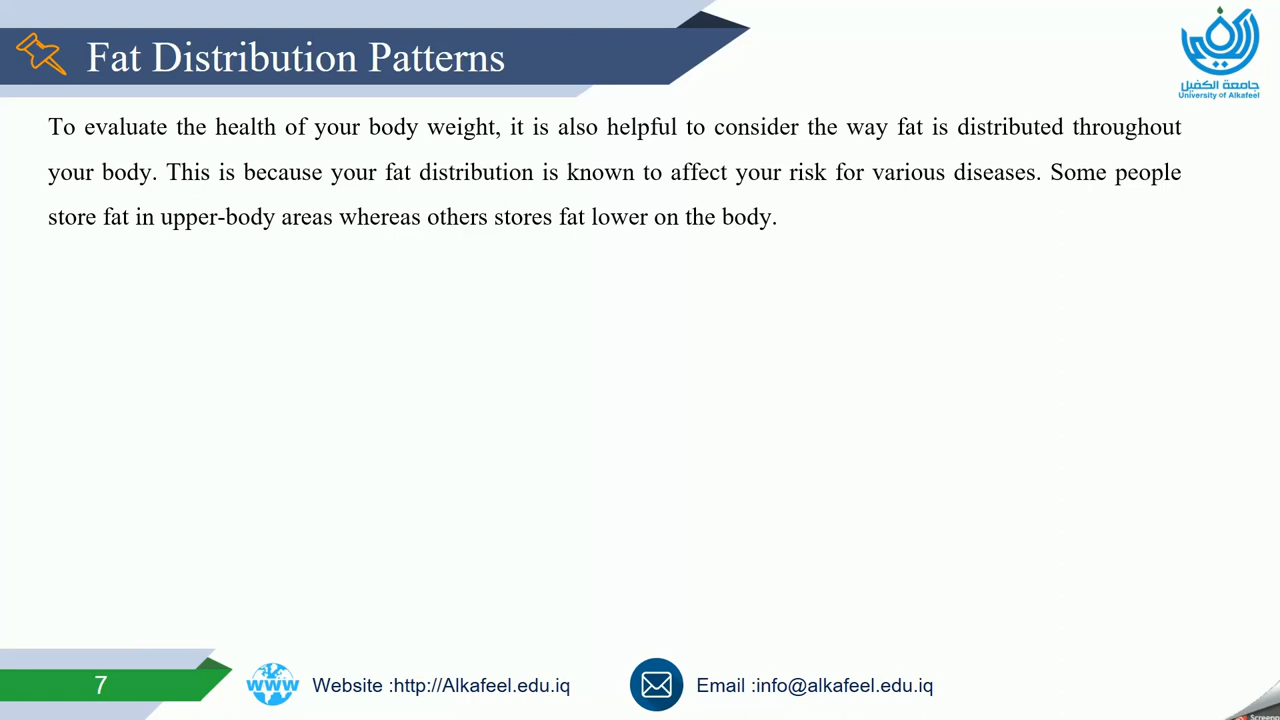 Fat Distribution Patterns
جامعة الكفيل
University of Alkafeel
To evaluate the health of your body weight, it is also helpful to consider the way fat is distributed throughout
your body. This is because your fat distribution is known to affect your risk for various diseases. Some people
store fat in upper-body areas whereas others stores fat lower on the body.
7
WWW
Website :http://Alkafeel.edu.iq
Email :info@alkafeel.edu.iq